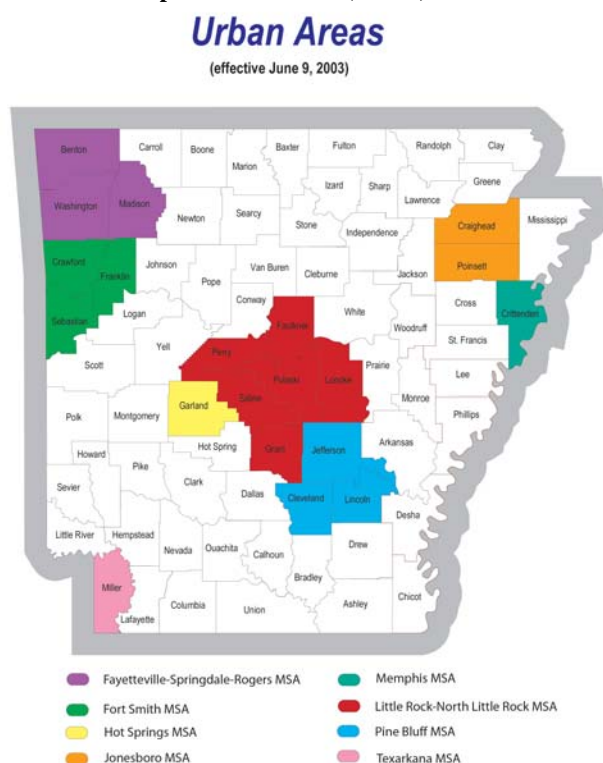 Urban Areas
(effective June 9, 2003)
Benton
Carroll
Boone
Marion
Baxter
Fulton
Randolph
Clay
Izard
Sharp
Greene
Washington
Madison
Newton
Searcy
Stone
Independence
Lawrence
Craighead
Mississippi
Crawford
Franklin
Johnson
Pope
Van Buren
Cleburne
Jackson
Poinsett
Sebastian
Logan
Conway
Faulkner
White
Woodruff
Cross
Crittenden
Scott
Yell
Perry
Pulaski
Lonoke
Prairie
St. Francis
Lee
Polk
Montgomery
Garland
Saline
Monroe
Phillips
Howard
Pike
Hot Spring
Grant
Jefferson
Arkansas
Sevier
Clark
Dallas
Cleveland
Lincoln
Desha
Little River
Hempstead
Nevada
Ouachita
Calhoun
Drew
Miller
Lafayette
Columbia
Union
Bradley
Ashley
Chicot
Fayetteville-Springdale-Rogers MSA
Memphis MSA
Fort Smith MSA
Little Rock-North Little Rock MSA
Hot Springs MSA
Pine Bluff MSA
Jonesboro MSA
Texarkana MSA